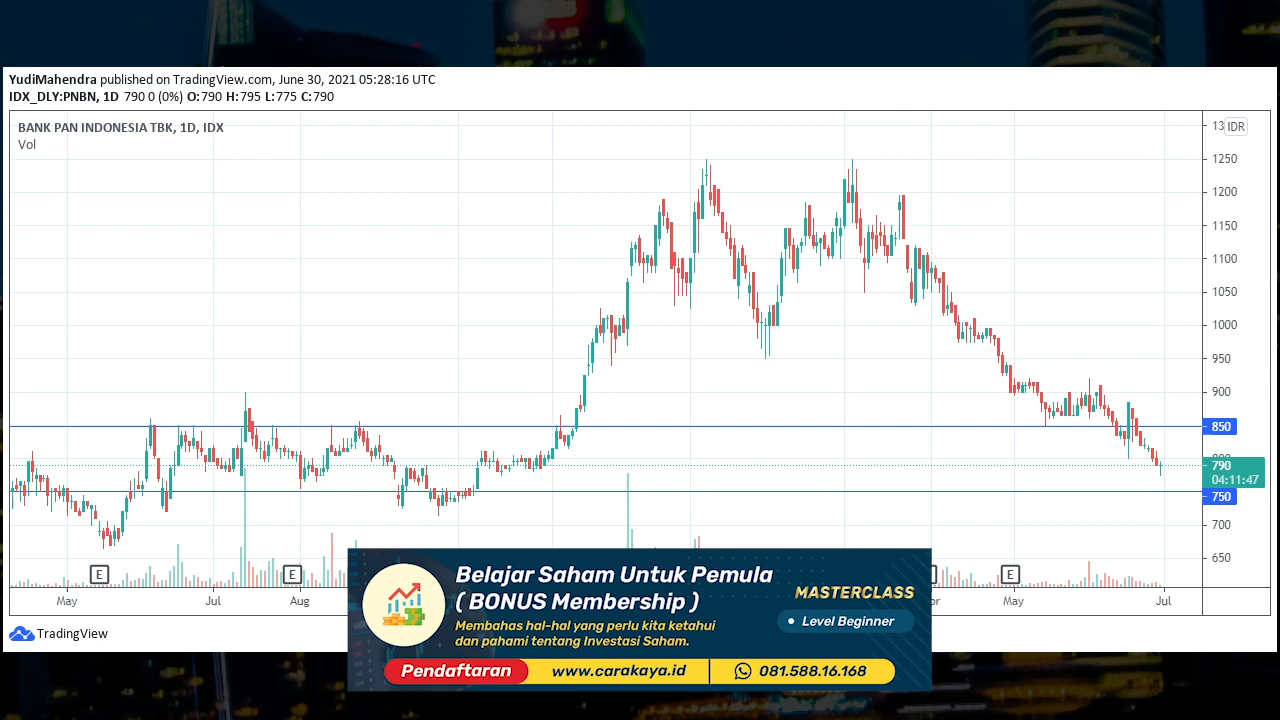 YudiMahendra published on TradingView.com, June 30, 2021 05:28:16 UTC
IDX_DLY:PNBN, 1D 790 0 (0%) O:790 H:795 L:775 C:790
BANK PAN INDONESIA TBK, 1D, IDX
Vol
IDR
1250
1200
1150
1100
1050
1000
950
900
850
800
790
04:11:47
750
700
650
E
E
E
May
Jul
Aug
May
Jul
TradingView
Belajar Saham Untuk Pemula
( BONUS Membership )
Membahas hal-hal yang perlu kita ketahui
dan pahami tentang Investasi Saham.
MASTERCLASS
• Level Beginner
Pendaftaran www.carakaya.id 081.588.16.168